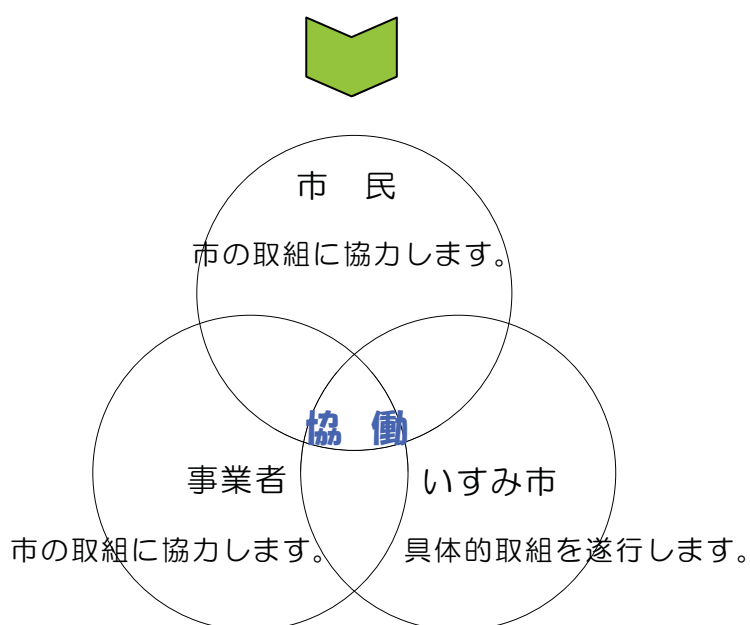 市　民
市の取組に協力します。
協　働
事業者
いすみ市
市の取組に協力します。
具体的取組を遂行します。